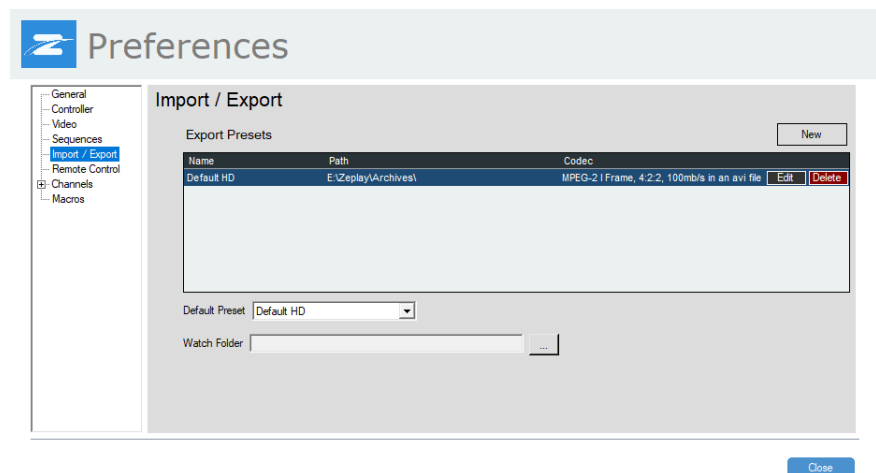 Preferences
General
Controller
Video
Sequences
Import / Export
Remote Control
Channels
Macros
Import / Export
Export Presets
New
Name Path Codec
Default HD E:\Zeplay\Archives\ MPEG-2 I Frame, 4:2:2, 100mb/s in an avi file Edit Delete
Default Preset Default HD
Watch Folder ...
Close